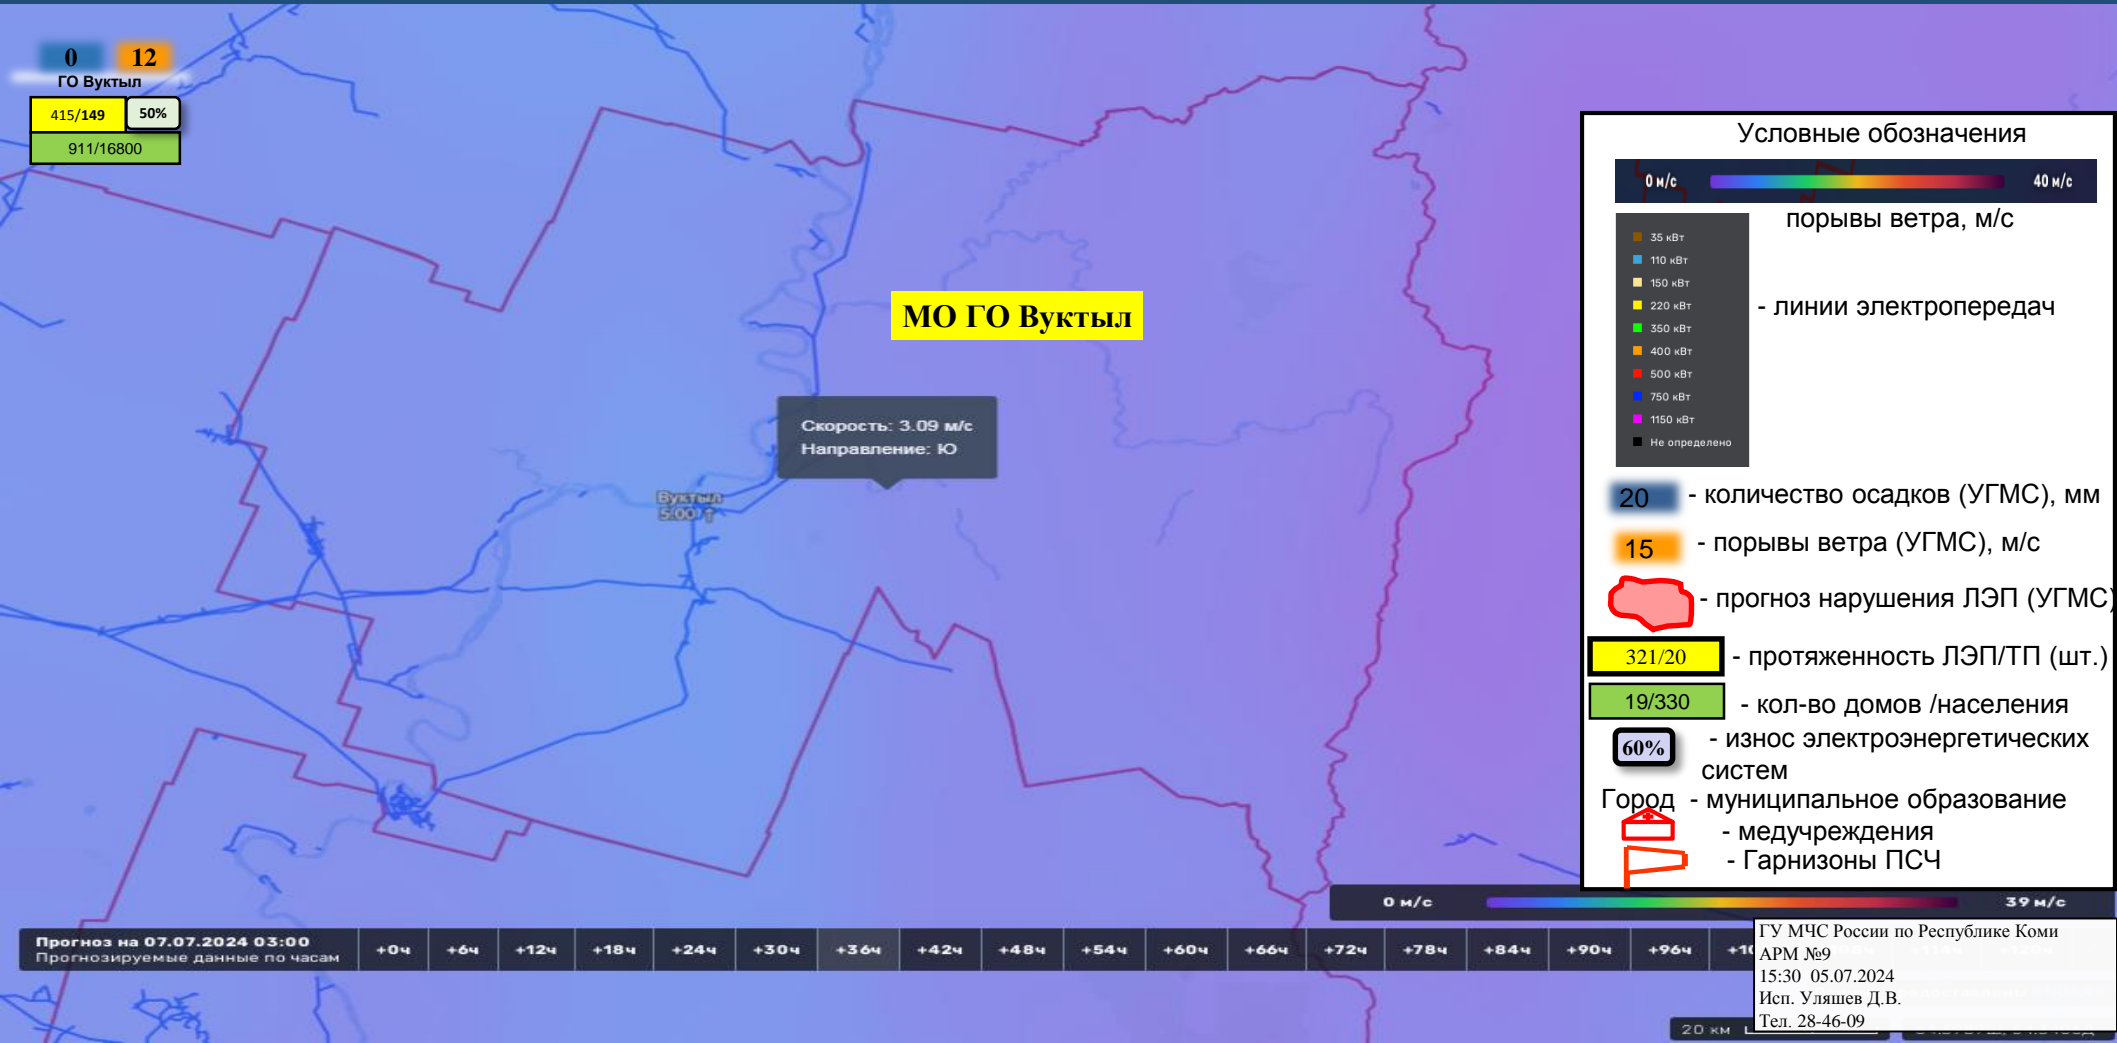 0 12
ГО Вуктыл
415/149 50%
911/16800
МО ГО Вуктыл
Скорость: 3.09 м/с
Направление: Ю
Вуктыл
5.00 ↑
Условные обозначения
0 м/с 40 м/с
порывы ветра, м/с
35 кВт
110 кВт
150 кВт
220 кВт
350 кВт
400 кВт
500 кВт
750 кВт
1150 кВт
Не определено
- линии электропередач
20 - количество осадков (УГМС), мм
15 - порывы ветра (УГМС), м/с
- прогноз нарушения ЛЭП (УГМС)
321/20 - протяженность ЛЭП/ТП (шт.)
19/330 - кол-во домов /населения
60% - износ электроэнергетических
систем
Город - муниципальное образование
- медучреждения
- Гарнизоны ПСЧ
0 м/с 39 м/с
Прогноз на 07.07.2024 03:00
Прогнозируемые данные по часам
+0ч +6ч +12ч +18ч +24ч +30ч +36ч +42ч +48ч +54ч +60ч +66ч +72ч +78ч +84ч +90ч +96ч
ГУ МЧС России по Республике Коми
АРМ №9
15:30 05.07.2024
Исп. Уляшев Д.В.
Тел. 28-46-09
20 км